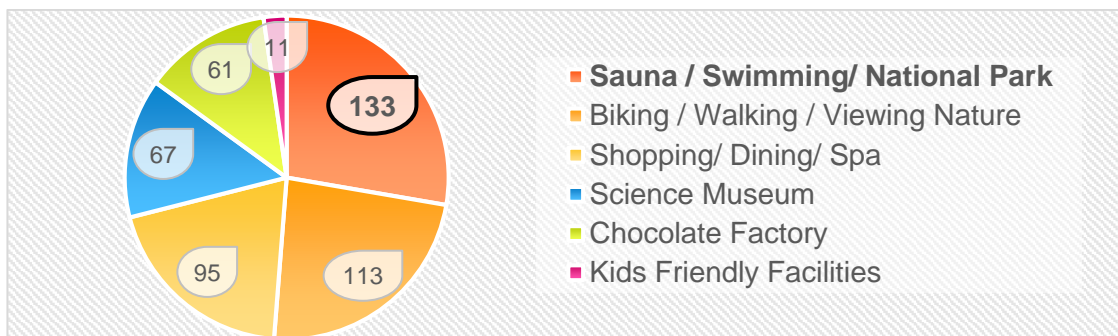 11
61
133
67
95
113
Sauna / Swimming/ National Park
Biking / Walking / Viewing Nature
Shopping/ Dining/ Spa
Science Museum
Chocolate Factory
Kids Friendly Facilities